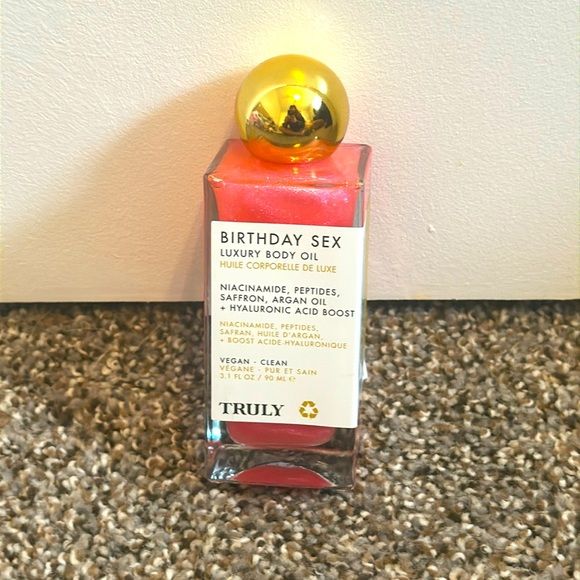 BIRTHDAY SEX
LUXURY BODY OIL
HUILE CORPORELLE DE LUXE
NIACINAMIDE, PEPTIDES,
SAFFRON, ARGAN OIL
+ HYALURONIC ACID BOOST
NIACINAMIDE, PEPTIDES,
SAFRAN, HUILE D'ARGAN,
+ BOOST ACIDE HYALURONIQUE
VEGAN - CLEAN
VÉGANE - PUR ET SAIN
3.1 FL OZ / 90 ML ℮
TRULY